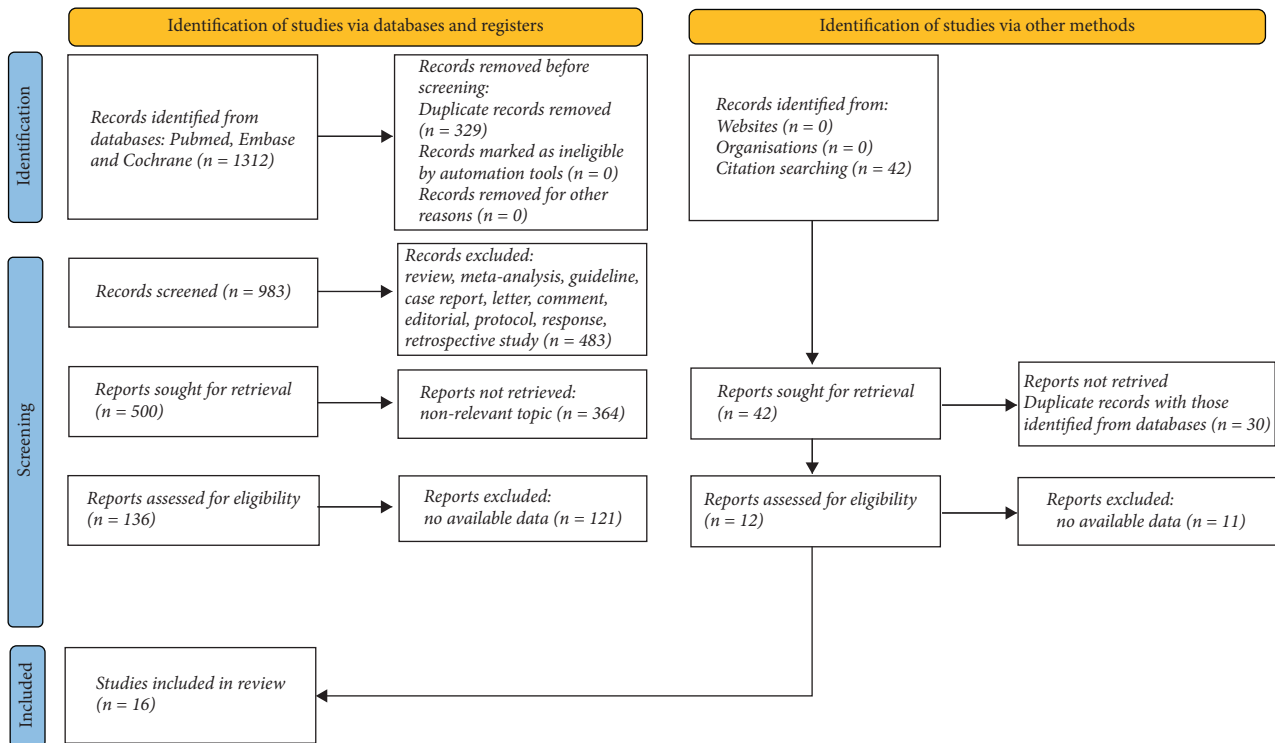 Identification of studies via databases and registers
Identification of studies via other methods
Identification
Records identified from
databases: Pubmed, Embase
and Cochrane (n = 1312)
Records removed before
screening:
Duplicate records removed
(n = 329)
Records marked as ineligible
by automation tools (n = 0)
Records removed for other
reasons (n = 0)
Records identified from:
Websites (n = 0)
Organisations (n = 0)
Citation searching (n = 42)
Screening
Records screened (n = 983)
Records excluded:
review, meta-analysis, guideline,
case report, letter, comment,
editorial, protocol, response,
retrospective study (n = 483)
Reports sought for retrieval
(n = 500)
Reports not retrieved:
non-relevant topic (n = 364)
Reports sought for retrieval
(n = 42)
Reports not retrived
Duplicate records with those
identified from databases (n = 30)
Reports assessed for eligibility
(n = 136)
Reports excluded:
no available data (n = 121)
Reports assessed for eligibility
(n = 12)
Reports excluded:
no available data (n = 11)
Included
Studies included in review
(n = 16)